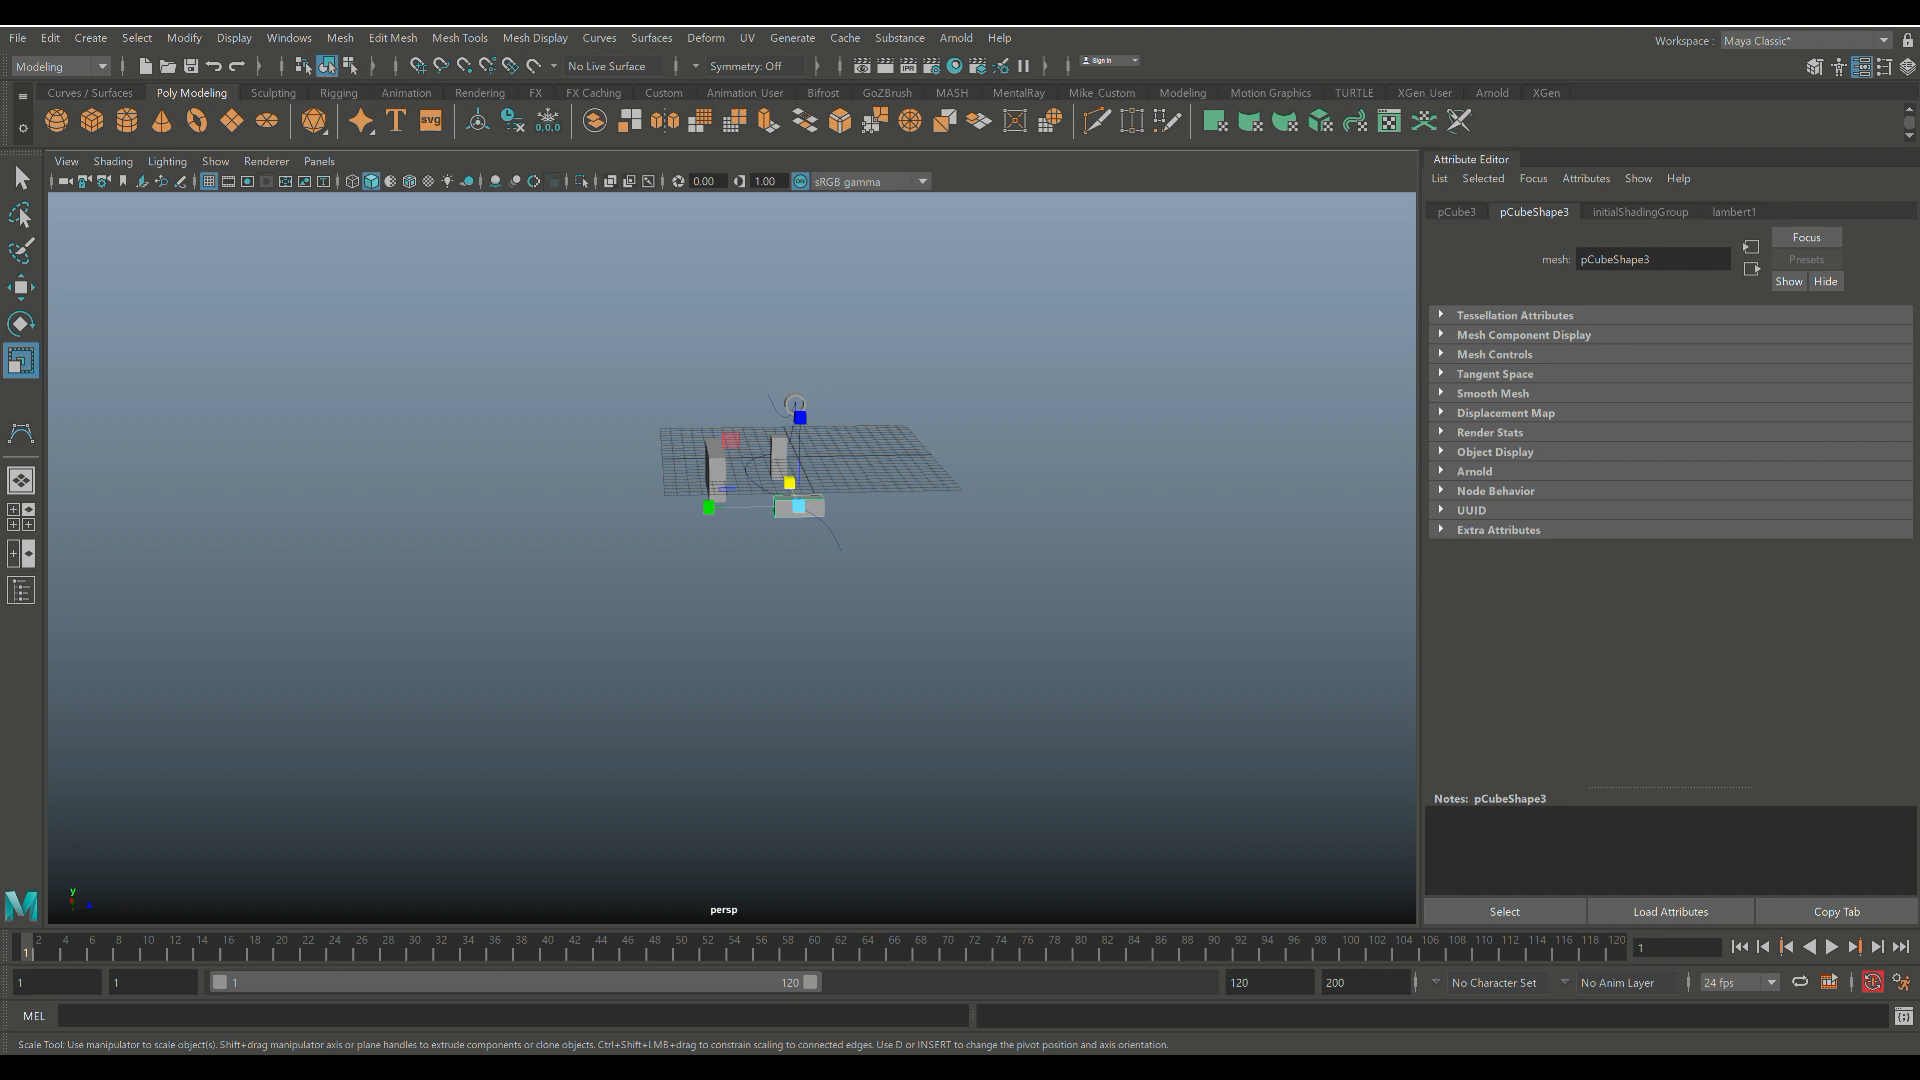 File Edit Create Select Modify Display Windows Mesh Edit Mesh Mesh Tools Mesh Display Curves Surfaces Deform UV Generate Cache Substance Arnold Help
Workspace : Maya Classic*
Modeling No Live Surface Symmetry: Off Sign In
Curves / Surfaces Poly Modeling Sculpting Rigging Animation Rendering FX FX Caching Custom Animation_User Bifrost GoZBrush MASH MentalRay Mike_Custom Modeling Motion Graphics TURTLE XGen_User Arnold XGen
T SVG 0,0,0
View Shading Lighting Show Renderer Panels
0.00 1.00 ON sRGB gamma
Attribute Editor
List Selected Focus Attributes Show Help
pCube3 pCubeShape3 initialShadingGroup lambert1
Focus
mesh: pCubeShape3 Presets
Show Hide
Tessellation Attributes
Mesh Component Display
Mesh Controls
Tangent Space
Smooth Mesh
Displacement Map
Render Stats
Object Display
Arnold
Node Behavior
UUID
Extra Attributes
Notes: pCubeShape3
Select Load Attributes Copy Tab
y
persp
M
2 4 6 8 10 12 14 16 18 20 22 24 26 28 30 32 34 36 38 40 42 44 46 48 50 52 54 56 58 60 62 64 66 68 70 72 74 76 78 80 82 84 86 88 90 92 94 96 98 100 102 104 106 108 110 112 114 116 118 120
1 1
1 1 1 120 120 200 No Character Set No Anim Layer 24 fps
MEL
Scale Tool: Use manipulator to scale object(s). Shift+drag manipulator axis or plane handles to extrude components or clone objects. Ctrl+Shift+LMB+drag to constrain scaling to connected edges. Use D or INSERT to change the pivot position and axis orientation.